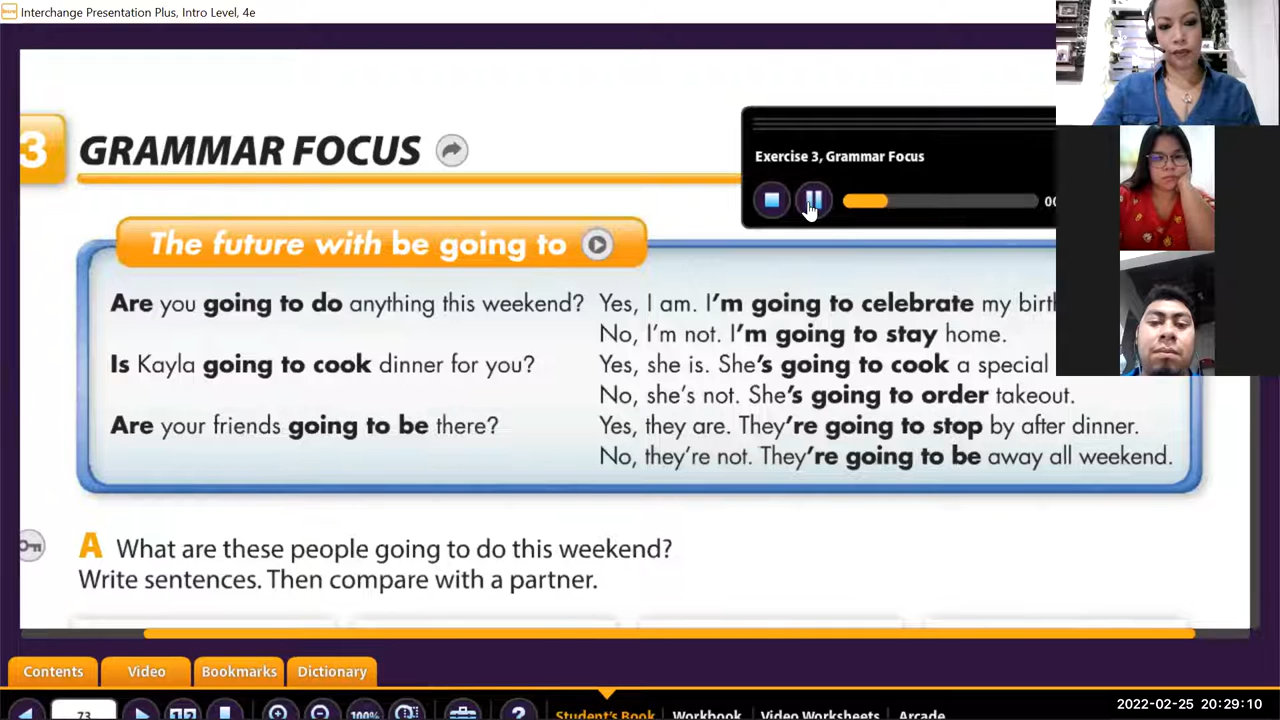 Interchange Presentation Plus, Intro Level, 4e
3 GRAMMAR FOCUS
Exercise 3, Grammar Focus
The future with be going to
Are you going to do anything this weekend? Yes, I am. I'm going to celebrate my
No, I'm not. I'm going to stay home.
Is Kayla going to cook dinner for you? Yes, she is. She's going to cook a special
No, she's not. She's going to order takeout.
Are your friends going to be there? Yes, they are. They're going to stop by after dinner.
No, they're not. They're going to be away all weekend.
A What are these people going to do this weekend?
Write sentences. Then compare with a partner.
Contents Video Bookmarks Dictionary
73 100% ? Student's Book Workbook Video Worksheets Arcade
2022-02-25 20:29:10